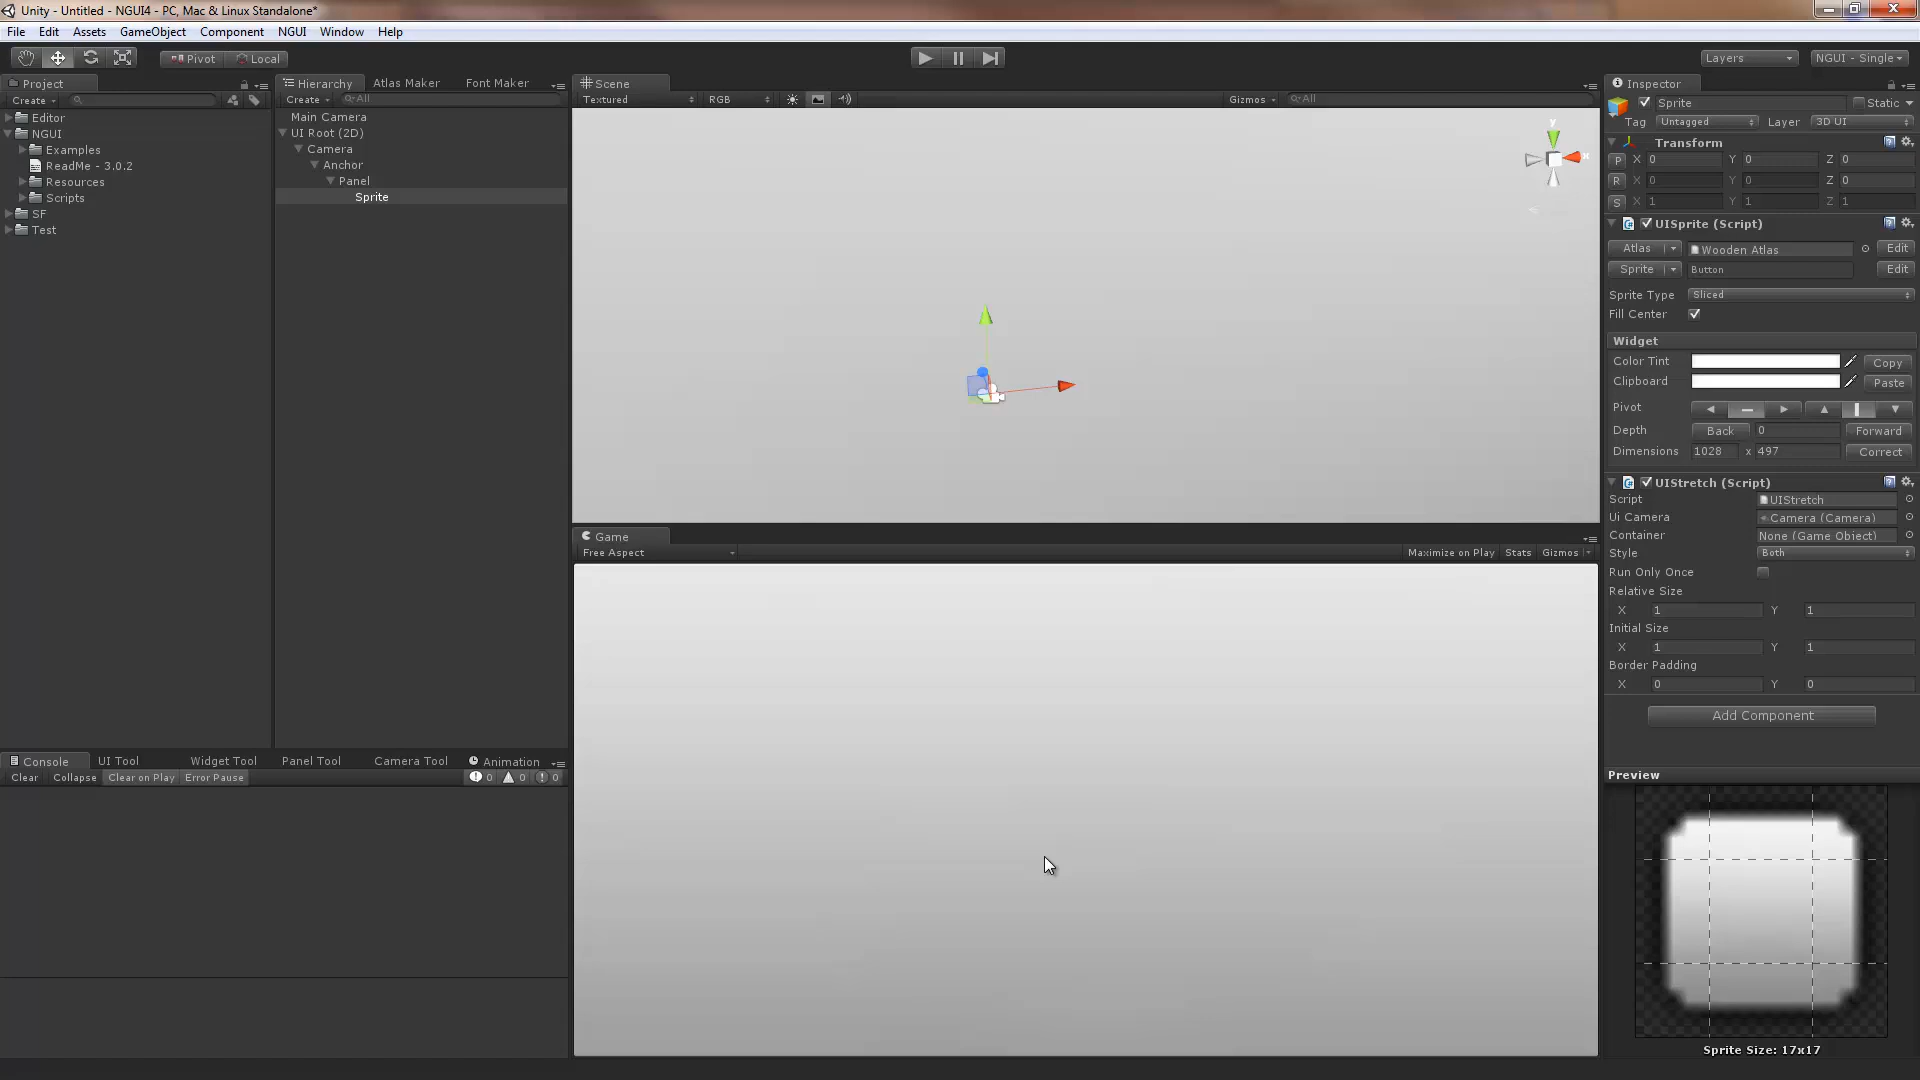 Unity - Untitled - NGUI4 - PC, Mac & Linux Standalone*
File Edit Assets GameObject Component NGUI Window Help
Pivot Local Layers NGUI - Single
Project
Create
Editor
NGUI
Examples
ReadMe - 3.0.2
Resources
Scripts
SF
Test
Hierarchy Atlas Maker Font Maker
Create All
Main Camera
UI Root (2D)
Camera
Anchor
Panel
Sprite
Scene
Textured RGB Gizmos All
Game
Free Aspect Maximize on Play Stats Gizmos
Console UI Tool Widget Tool Panel Tool Camera Tool Animation
Clear Collapse Clear on Play Error Pause 0 0 0
Inspector
Sprite Static
Tag Untagged Layer 3D UI
Transform
P X 0 Y 0 Z 0
R X 0 Y 0 Z 0
S X 1 Y 1 Z 1
UISprite (Script)
Atlas Wooden Atlas Edit
Sprite Button Edit
Sprite Type Sliced
Fill Center
Widget
Color Tint Copy
Clipboard Paste
Pivot
Depth Back 0 Forward
Dimensions 1028 x 497 Correct
UIStretch (Script)
Script UIStretch
Ui Camera Camera (Camera)
Container None (Game Object)
Style Both
Run Only Once
Relative Size
X 1 Y 1
Initial Size
X 1 Y 1
Border Padding
X 0 Y 0
Add Component
Preview
Sprite Size: 17x17
y
x